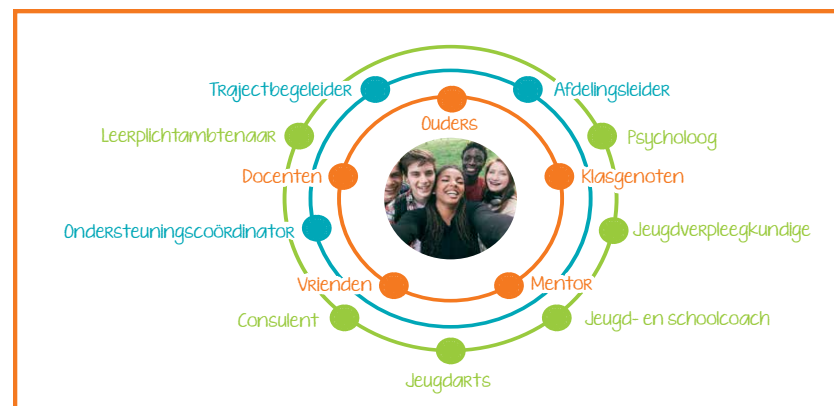 Trajectbegeleider
Afdelingsleider
Ouders
Leerplichtambtenaar
Psycholoog
Docenten
Klasgenoten
Ondersteuningscoördinator
Jeugdverpleegkundige
Vrienden
Mentor
Consulent
Jeugd- en schoolcoach
Jeugdarts